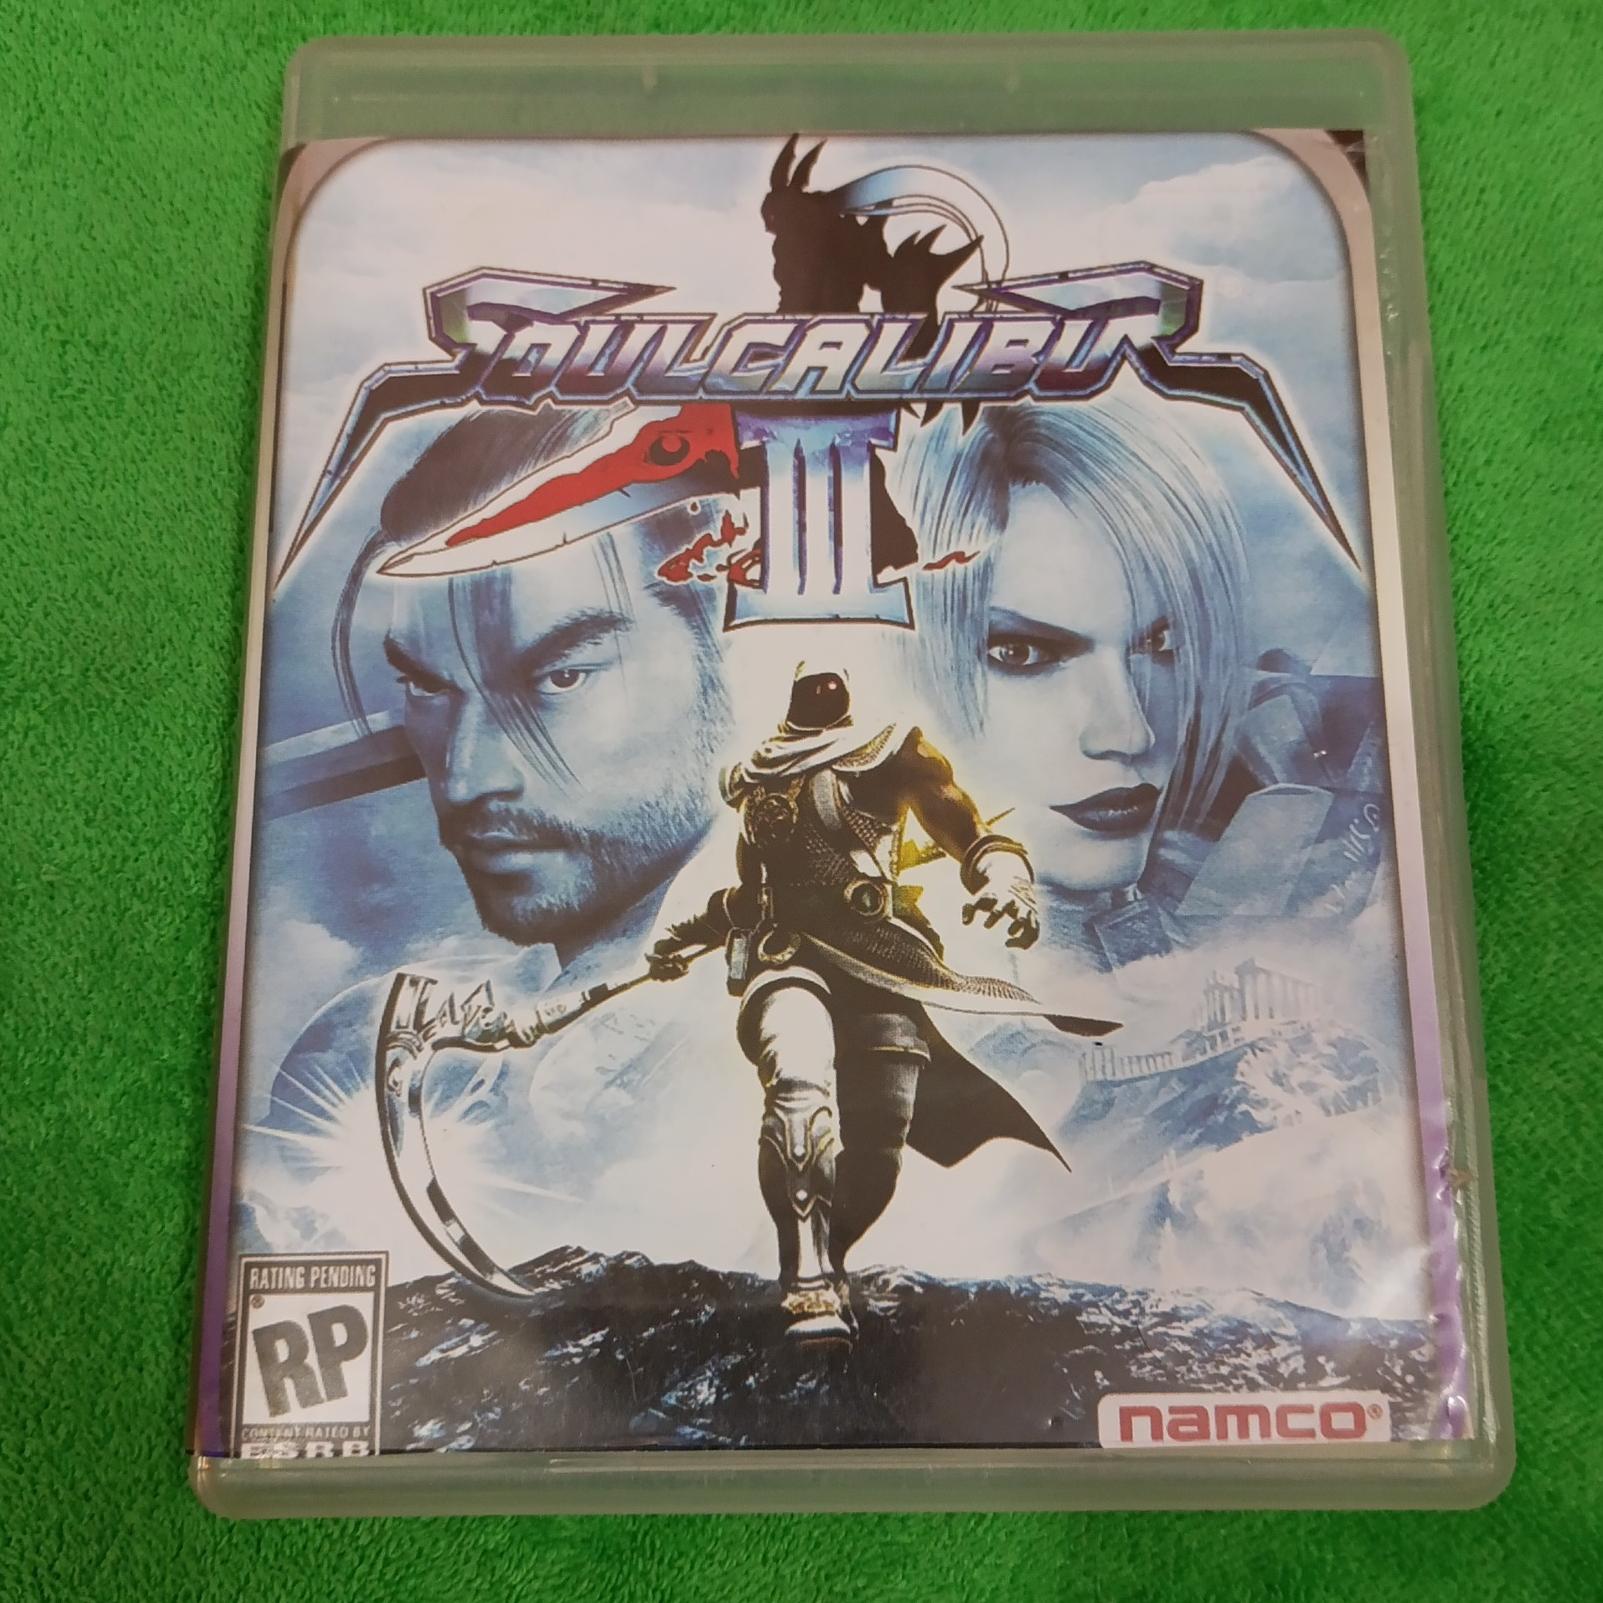 SOULCALIBUR
III
RATING PENDING
RP
CONTENT RATED BY
ESRB
namco®